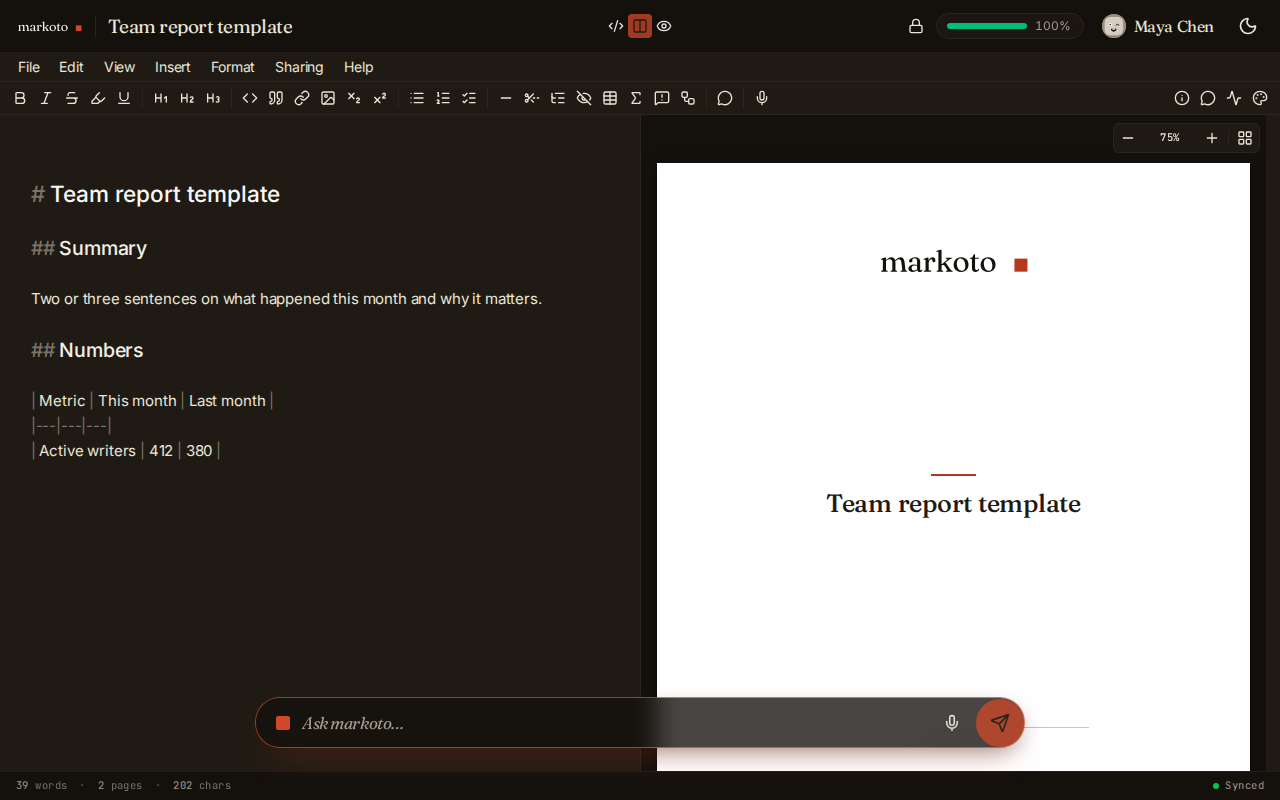 markoto
Team report template
100%
Maya Chen
File Edit View Insert Format Sharing Help
H1 H2 H3 X2 X2
75%
# Team report template
## Summary
Two or three sentences on what happened this month and why it matters.
## Numbers
| Metric | This month | Last month |
|---|---|---|
| Active writers | 412 | 380 |
markoto
Team report template
Ask markoto...
39 words · 2 pages · 202 chars
Synced